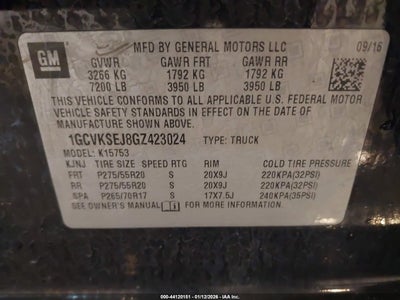 GM
MFD BY GENERAL MOTORS LLC 09/16
GVWR GAWR FRT GAWR RR
3266 KG 1792 KG 1792 KG
7200 LB 3950 LB 3950 LB
THIS VEHICLE CONFORMS TO ALL APPLICABLE U.S. FEDERAL MOTOR
VEHICLE SAFETY STANDARDS IN EFFECT ON THE DATE OF
MANUFACTURE SHOWN ABOVE.
1GCVKSEJ8GZ423024 TYPE: TRUCK
MODEL: K15753
KJNJ TIRE SIZE SPEED RTG RIM COLD TIRE PRESSURE
FRT P275/55R20 S 20X9J 220KPA(32PSI)
RR P275/55R20 S 20X9J 220KPA(32PSI)
SPA P265/70R17 S 17X7.5J 240KPA(35PSI)
SEE OWNER'S MANUAL FOR MORE INFORMATION.
©-44120151 - 01/12/2026 - IAA LLC